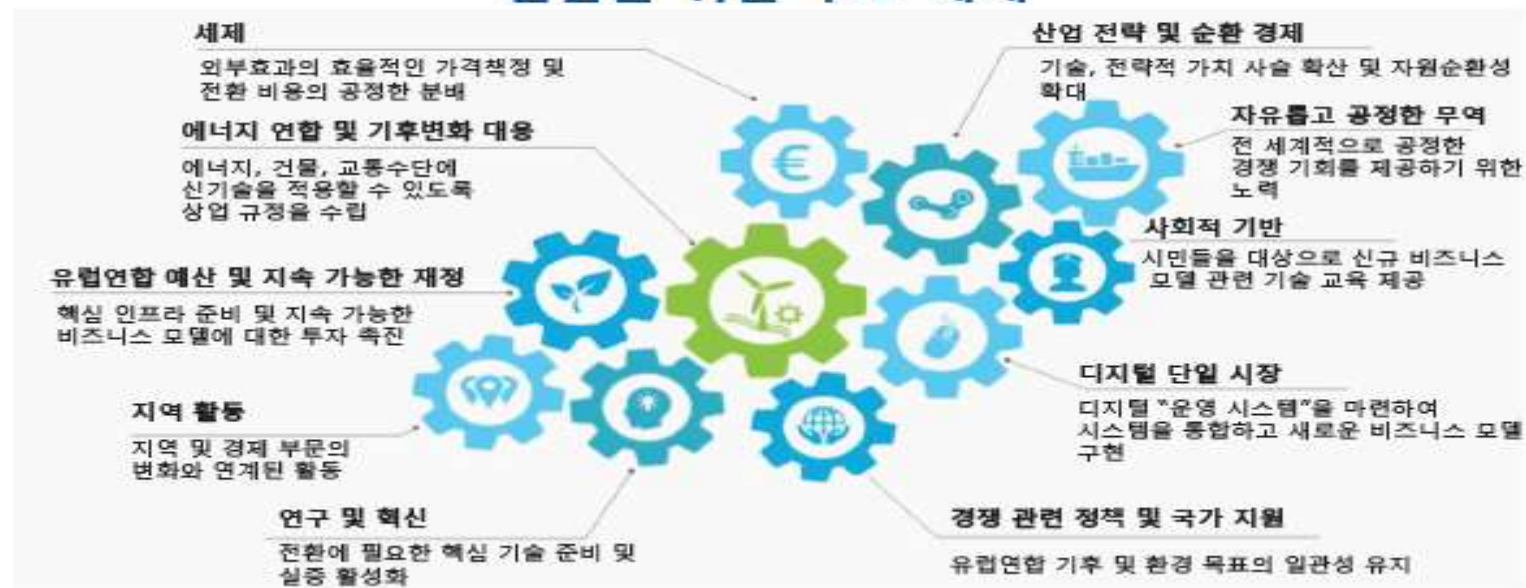 세제
외부효과의 효율적인 가격책정 및
전환 비용의 공정한 분배
에너지 연합 및 기후변화 대응
에너지, 건물, 교통수단에
신기술을 적용할 수 있도록
상업 규정을 수립
유럽연합 예산 및 지속 가능한 재정
핵심 인프라 준비 및 지속 가능한
비즈니스 모델에 대한 투자 촉진
지역 활동
지역 및 경제 부문의
변화와 연계된 활동
연구 및 혁신
전환에 필요한 핵심 기술 준비 및
실증 활성화
산업 전략 및 순환 경제
기술, 전략적 가치 사슬 확산 및 자원순환성
확대
자유롭고 공정한 무역
전 세계적으로 공정한
경쟁 기회를 제공하기 위한
노력
사회적 기반
시민들을 대상으로 신규 비즈니스
모델 관련 기술 교육 제공
디지털 단일 시장
디지털 “운영 시스템”을 마련하여
시스템을 통합하고 새로운 비즈니스 모델
구현
경쟁 관련 정책 및 국가 지원
유럽연합 기후 및 환경 목표의 일관성 유지